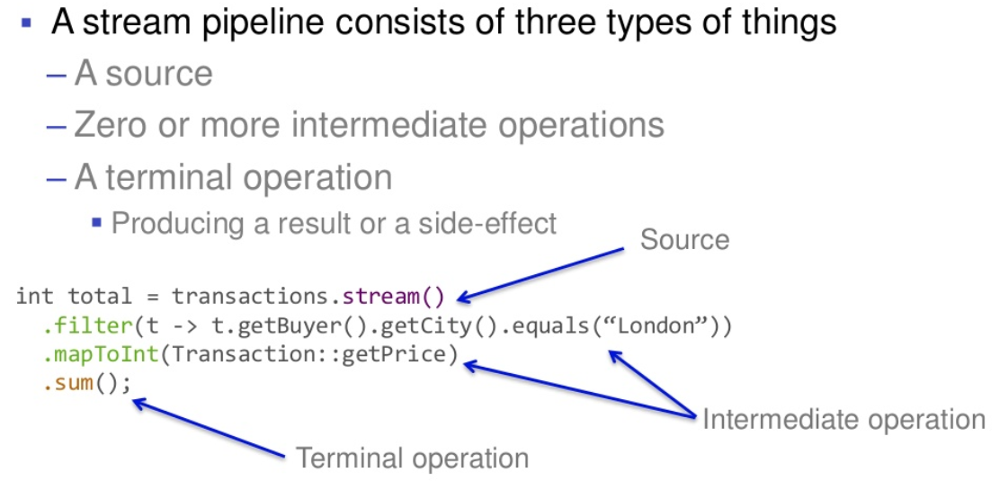 ▪ A stream pipeline consists of three types of things
– A source
– Zero or more intermediate operations
– A terminal operation
▪ Producing a result or a side-effect
Source
int total = transactions.stream()
.filter(t -> t.getBuyer().getCity().equals(“London”))
.mapToInt(Transaction::getPrice)
.sum();
Intermediate operation
Terminal operation